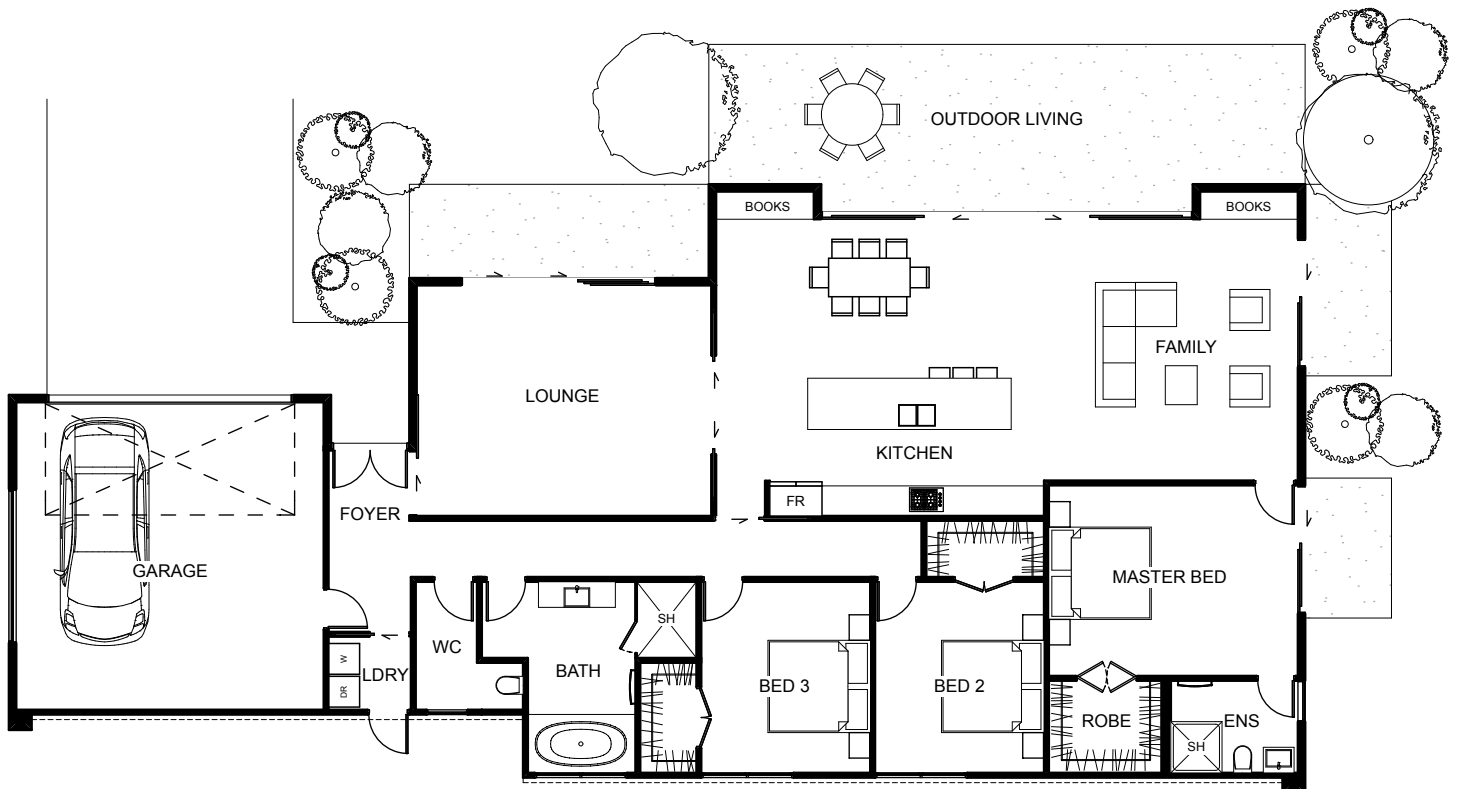 OUTDOOR LIVING
BOOKS
BOOKS
FAMILY
LOUNGE
KITCHEN
FR
FOYER
GARAGE
MASTER BED
SH
WC
W
LDRY
DR
BATH
BED 3
BED 2
ROBE
ENS
SH